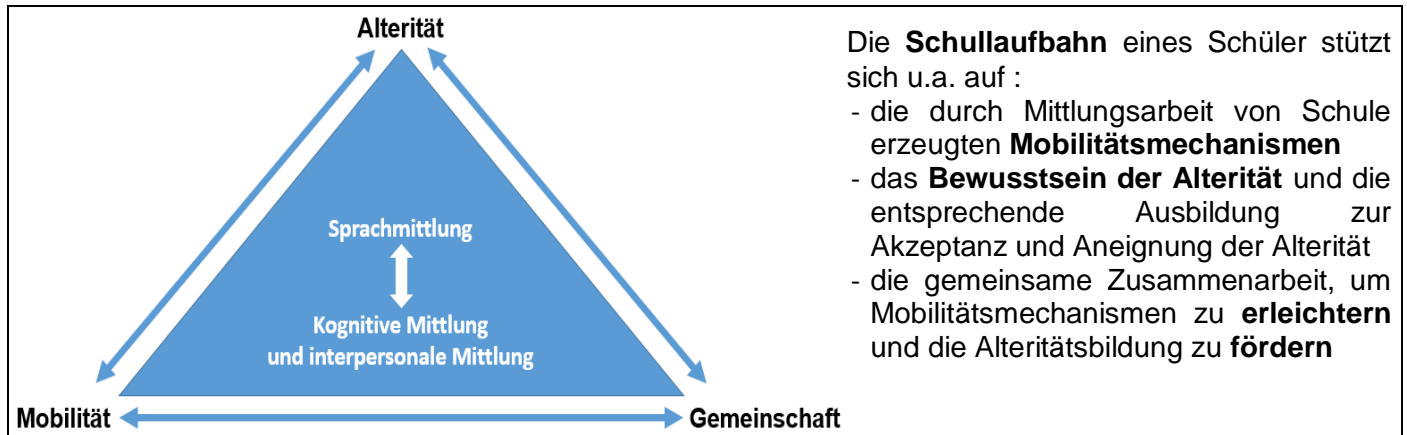 Alterität
Sprachmittlung
Kognitive Mittlung
und interpersonale Mittlung
Mobilität
Gemeinschaft
Die Schullaufbahn eines Schüler stützt
sich u.a. auf :
- die durch Mittlungsarbeit von Schule
erzeugten Mobilitätsmechanismen
- das Bewusstsein der Alterität und die
entsprechende Ausbildung zur
Akzeptanz und Aneignung der Alterität
- die gemeinsame Zusammenarbeit, um
Mobilitätsmechanismen zu erleichtern
und die Alteritätsbildung zu fördern